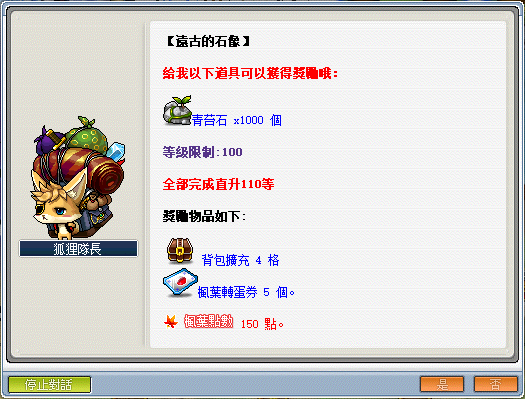 【遠古的石像】
給我以下道具可以獲得獎勵哦:
青苔石 x1000 個
等级限制:100
全部完成直升110等
獎勵物品如下:
背包擴充 4 格
楓葉轉蛋券 5 個。
楓葉點數 150 點。
狐狸隊長
停止對話
是
否